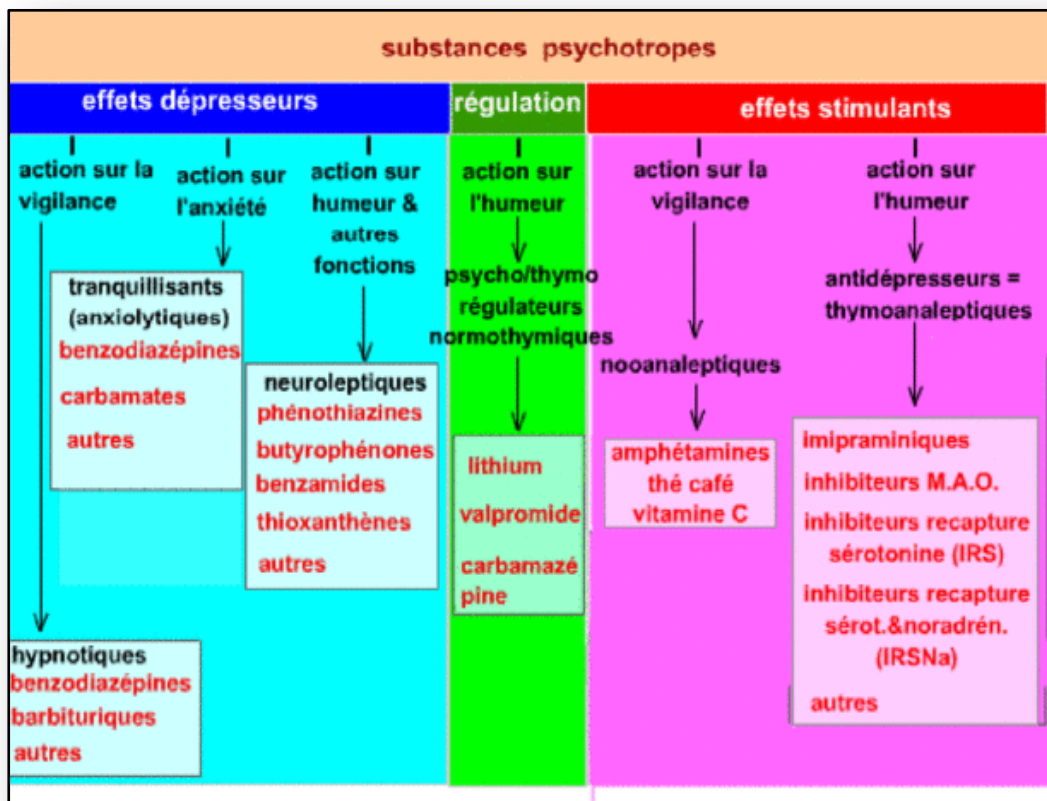 substances psychotropes
effets dépresseurs
régulation
effets stimulants
action sur la
vigilance
action sur
l'anxiété
action sur
humeur &
autres
fonctions
action sur
l'humeur
action sur la
vigilance
action sur
l'humeur
tranquillisants
(anxiolytiques)
benzodiazépines
carbamates
autres
neuroleptiques
phénothiazines
butyrophénones
benzamides
thioxanthènes
autres
hypnotiques
benzodiazépines
barbituriques
autres
psycho/thymo
régulateurs
normothymiques
lithium
valpromide
carbamazé
pine
nooanaleptiques
amphétamines
thé café
vitamine C
antidépresseurs =
thymoanaleptiques
imipraminiques
inhibiteurs M.A.O.
inhibiteurs recapture
sérotonine (IRS)
inhibiteurs recapture
sérot.&noradrén.
(IRSNa)
autres